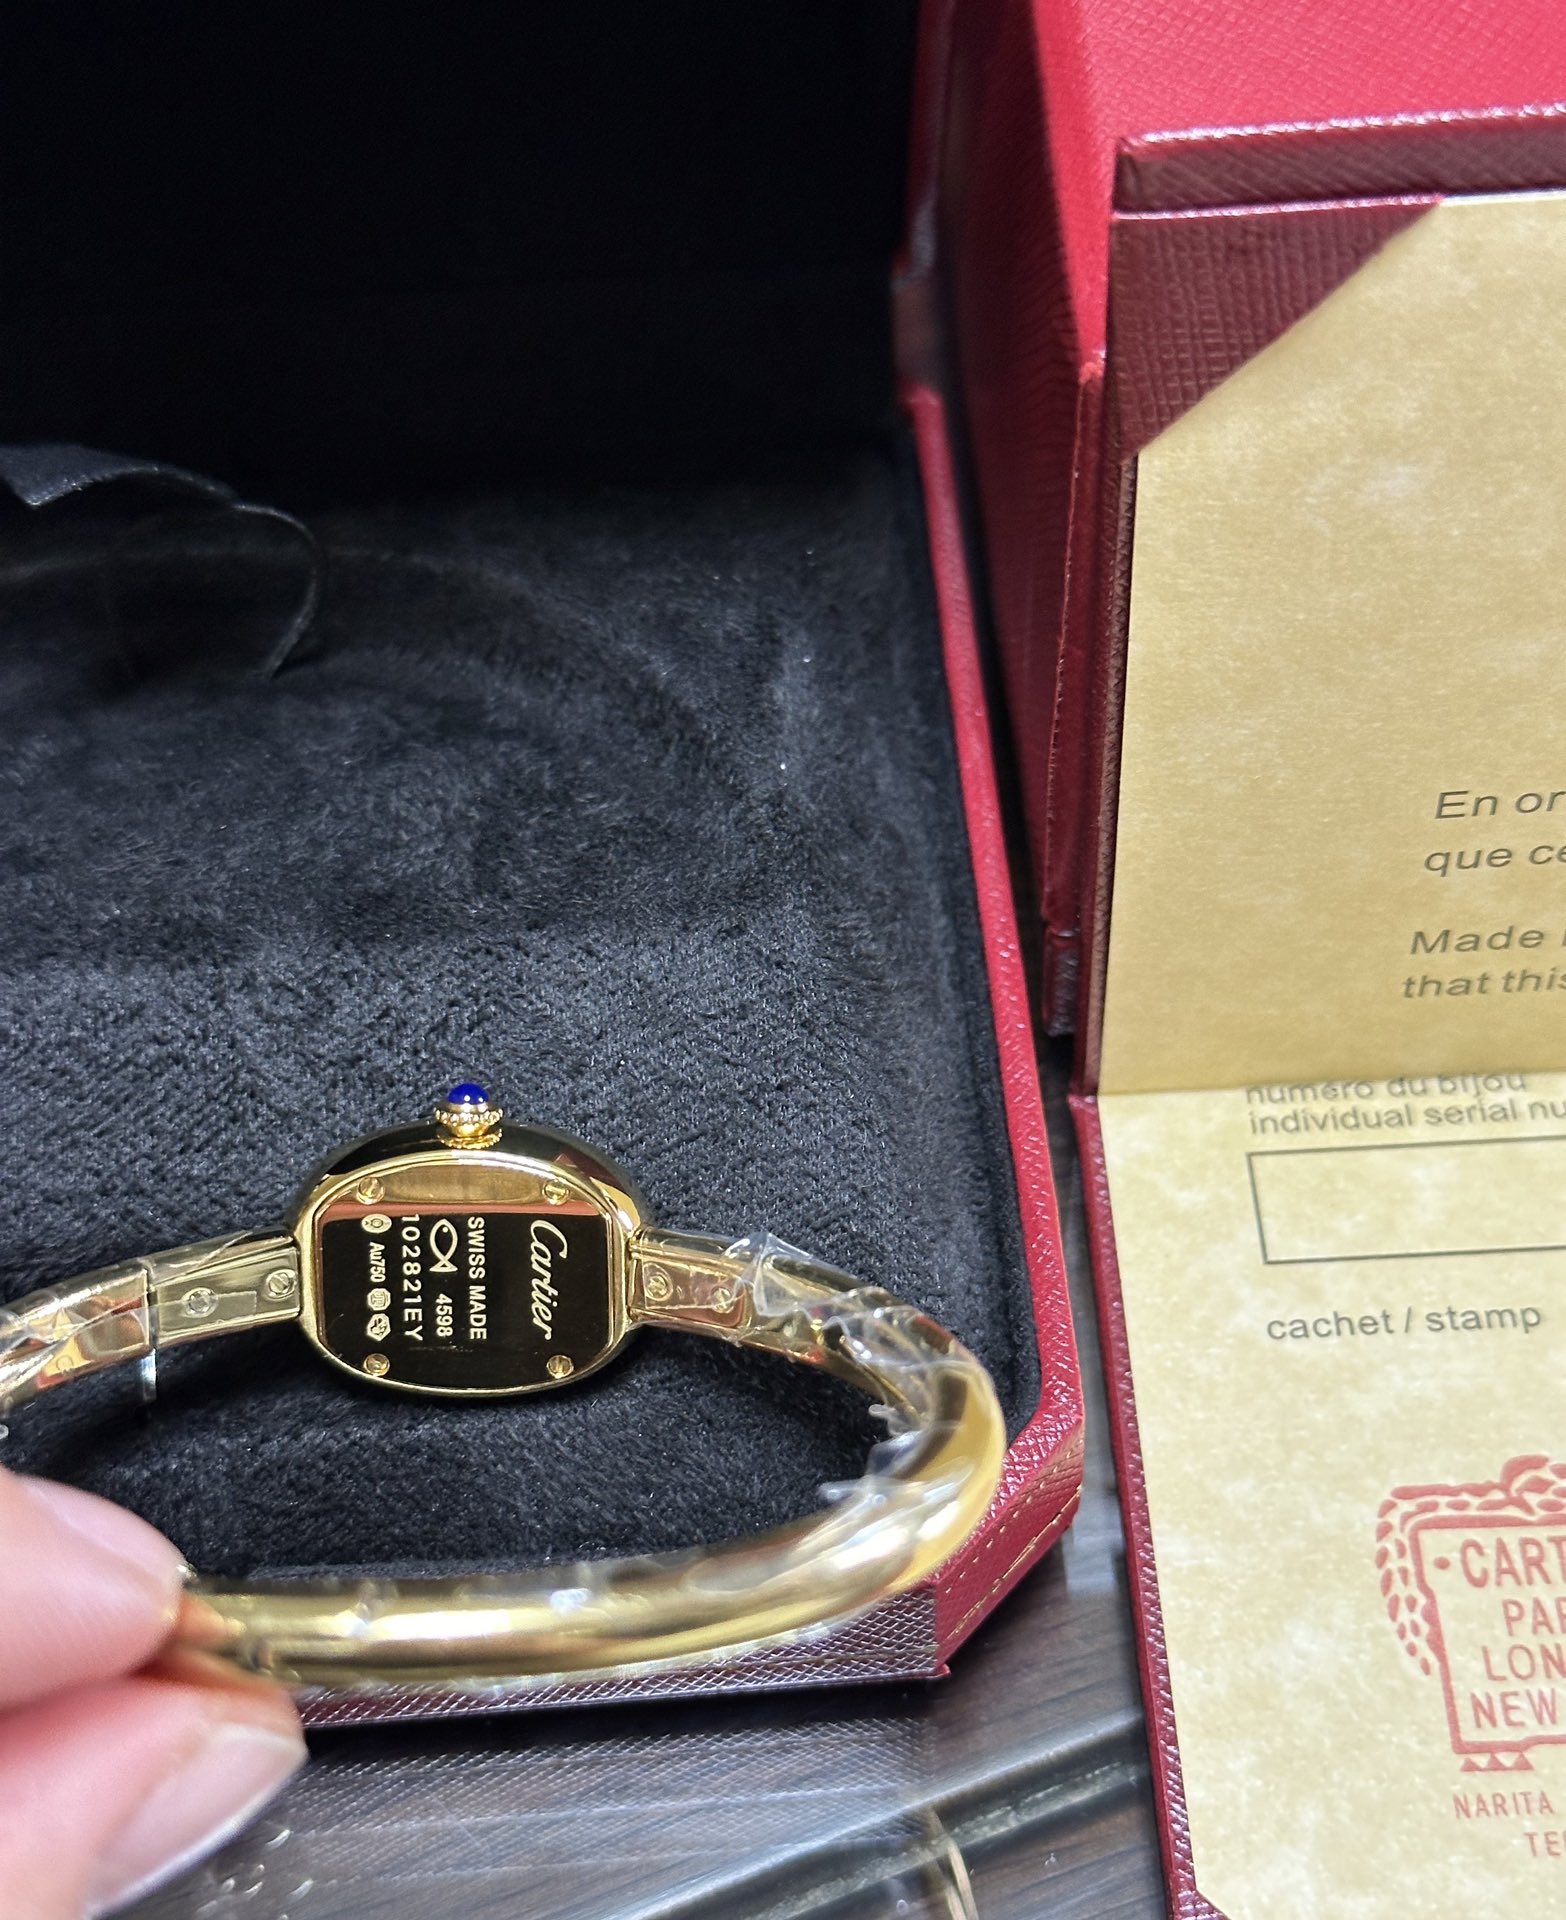 Cartier
SWISS MADE
4598
102821EY
Au750
En or
que ce
Made
that this
numéro du bijou
individual serial nu
cachet / stamp
CART
PAR
LON
NEW
NARITA
TE